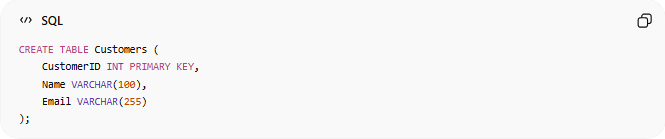 SQL
CREATE TABLE Customers (
    CustomerID INT PRIMARY KEY,
    Name VARCHAR(100),
    Email VARCHAR(255)
);